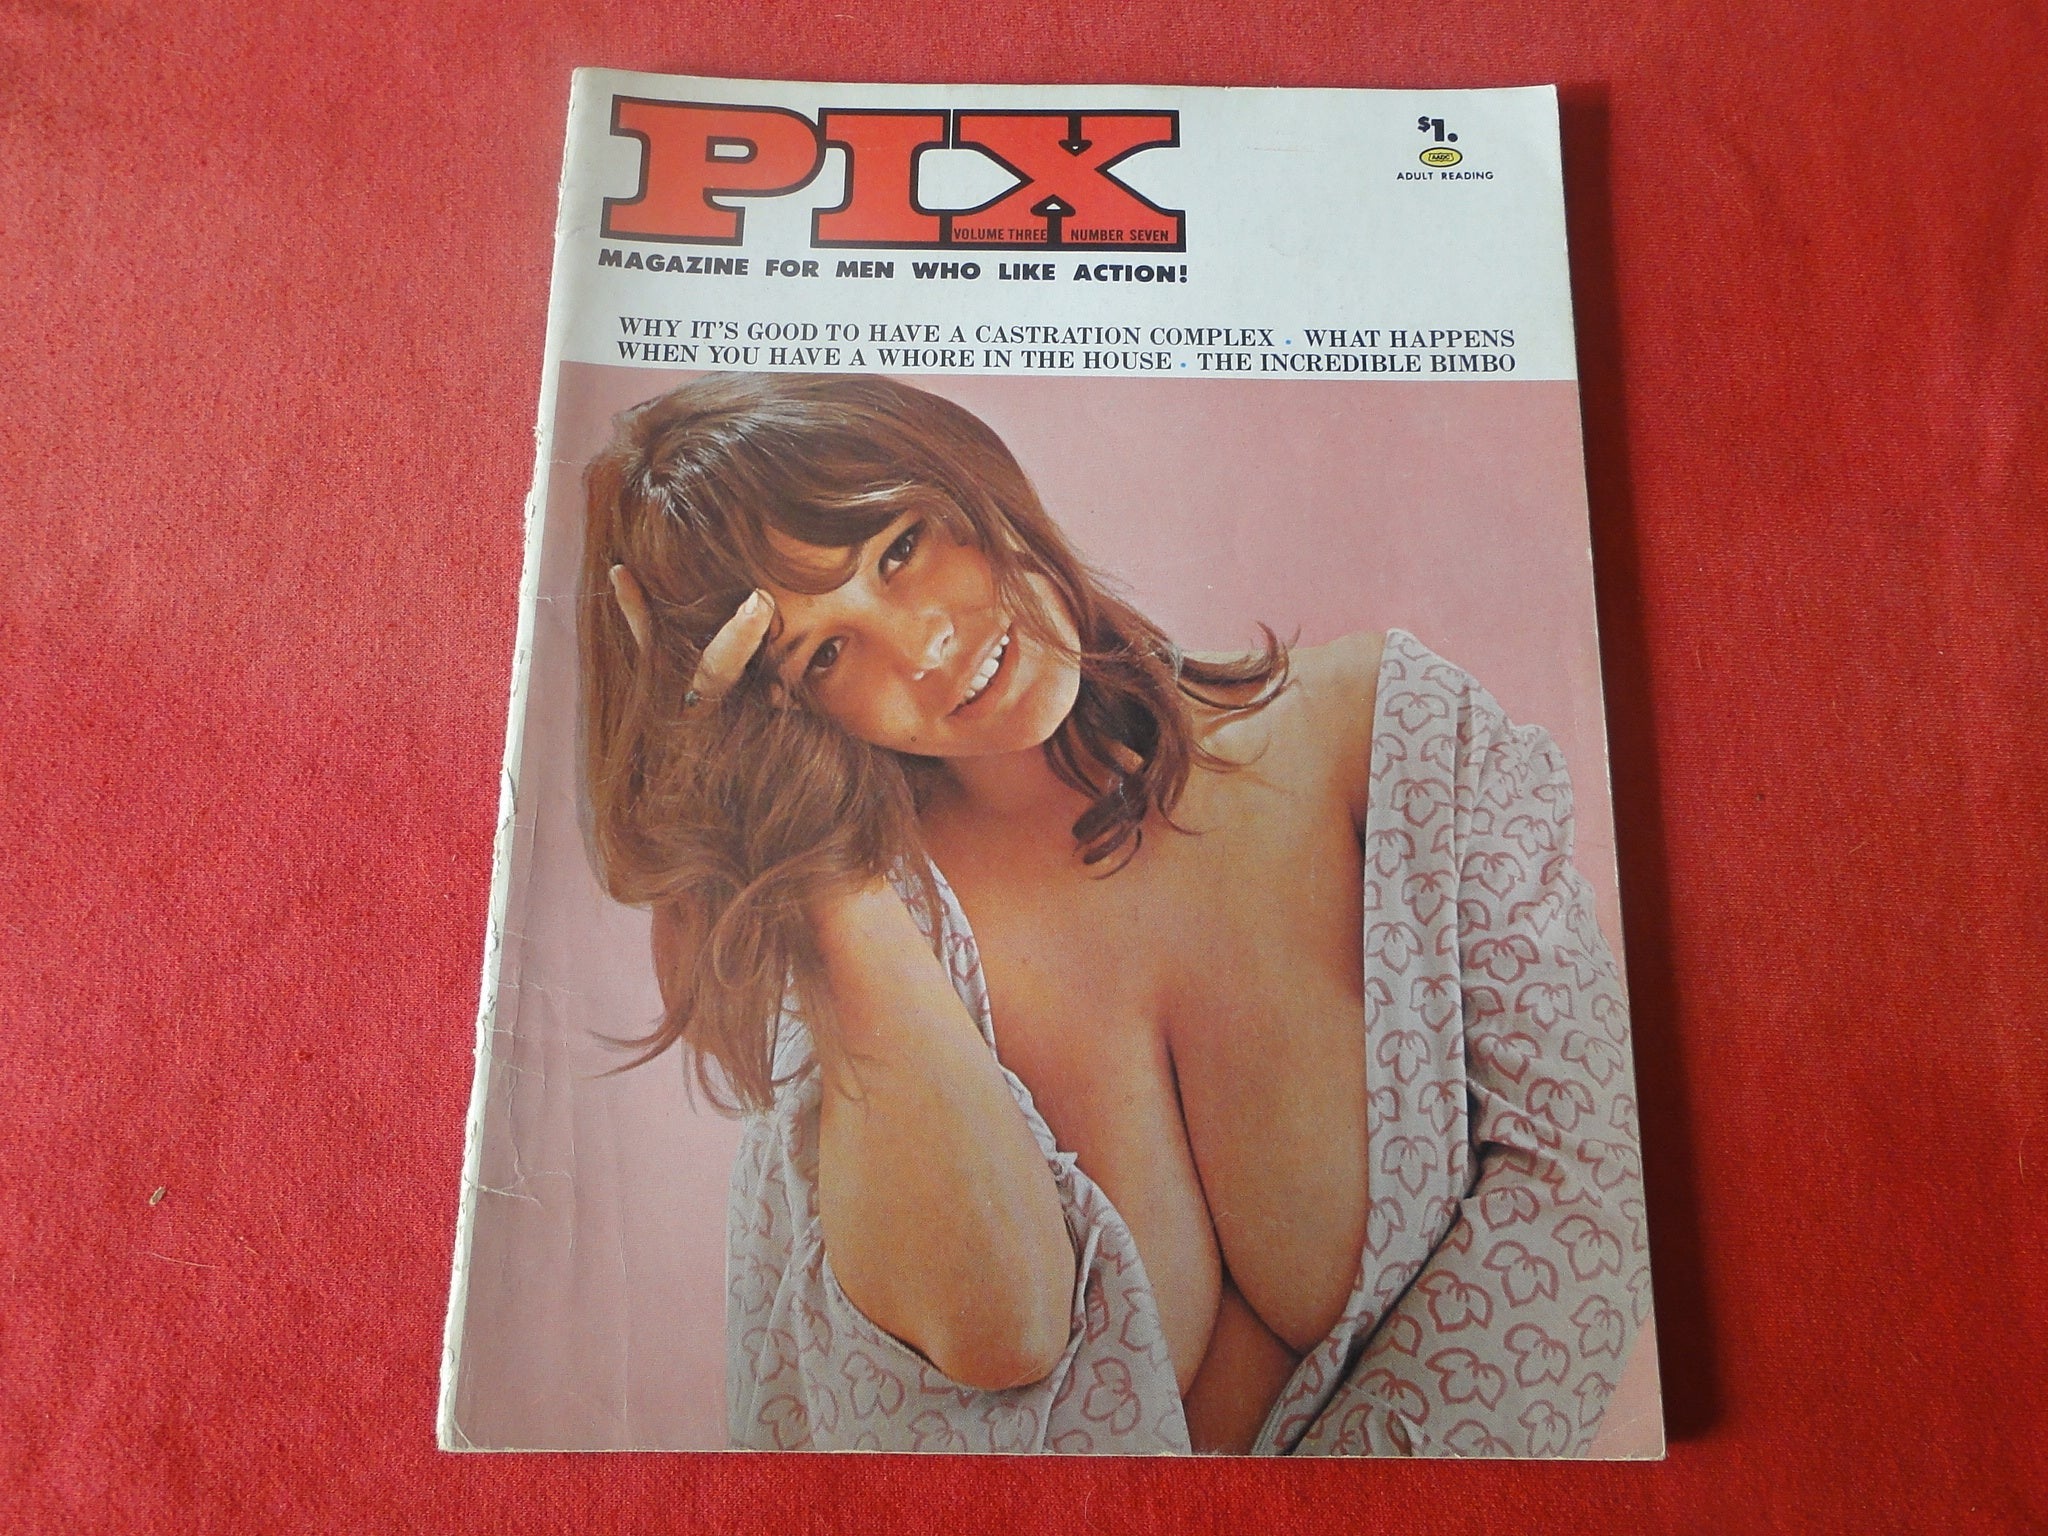 PIX
VOLUME THREE NUMBER SEVEN
$1.
AADC
ADULT READING
MAGAZINE FOR MEN WHO LIKE ACTION!
WHY IT'S GOOD TO HAVE A CASTRATION COMPLEX · WHAT HAPPENS
WHEN YOU HAVE A WHORE IN THE HOUSE · THE INCREDIBLE BIMBO